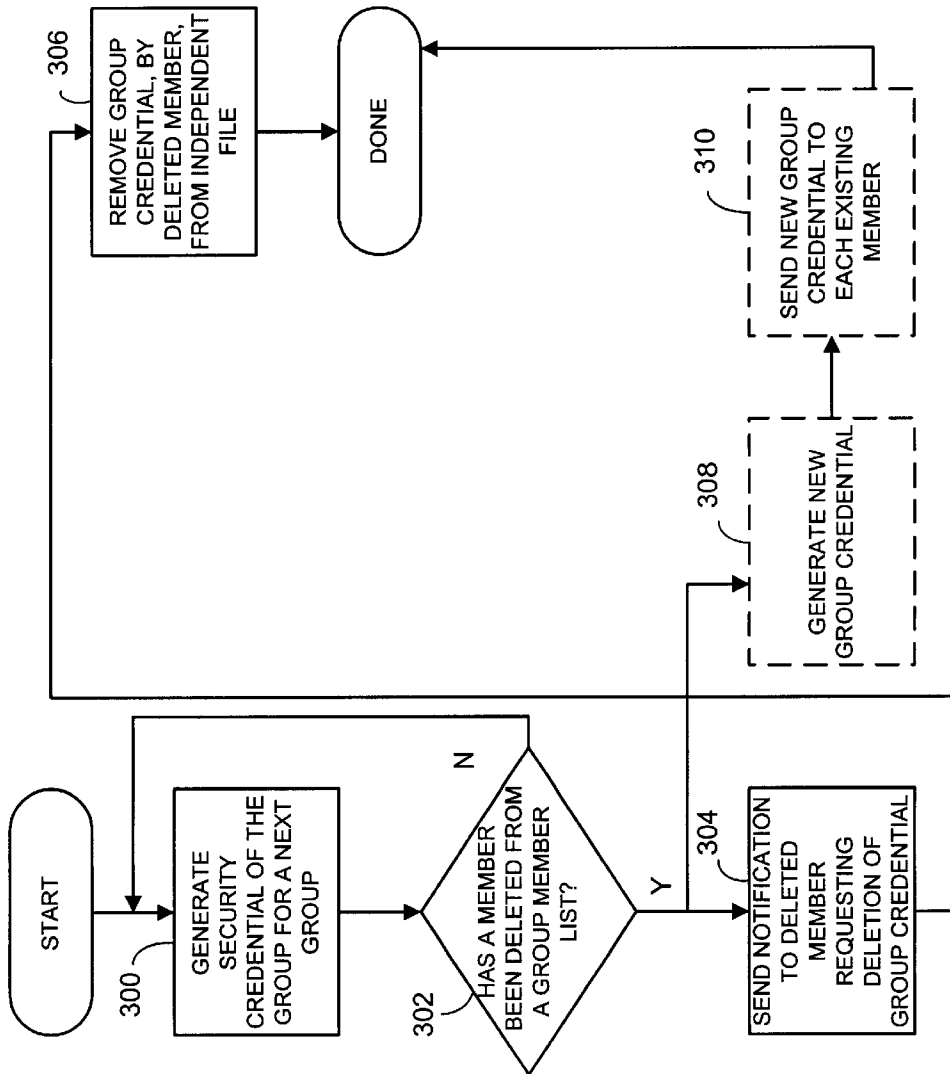 START
300
GENERATE
SECURITY
CREDENTIAL OF THE
GROUP FOR A NEXT
GROUP
302
HAS A MEMBER
BEEN DELETED FROM
A GROUP MEMBER
LIST?
N
Y
304
SEND NOTIFICATION
TO DELETED
MEMBER
REQUESTING
DELETION OF
GROUP CREDENTIAL
306
REMOVE GROUP
CREDENTIAL, BY
DELETED MEMBER,
FROM INDEPENDENT
FILE
DONE
308
GENERATE NEW
GROUP CREDENTIAL
310
SEND NEW GROUP
CREDENTIAL TO
EACH EXISTING
MEMBER